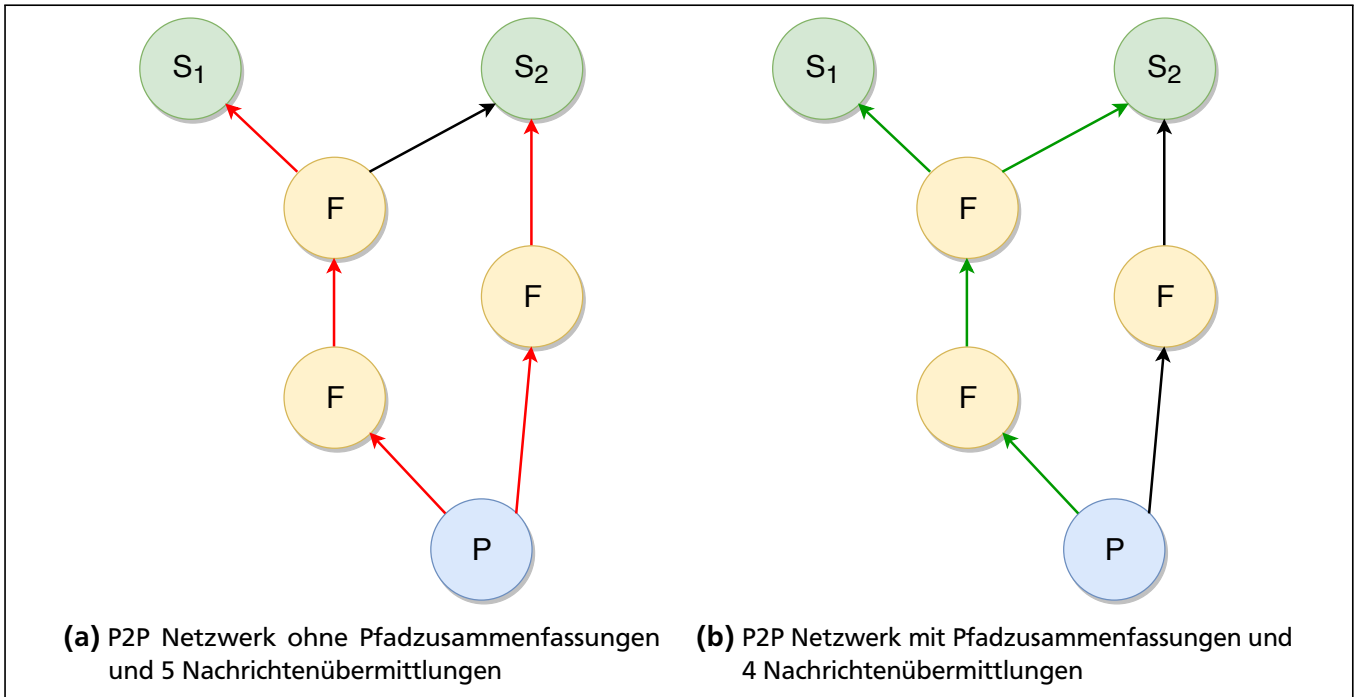 S1
S2
F
F
F
P
(a) P2P Netzwerk ohne Pfadzusammenfassungen
und 5 Nachrichtenübermittlungen
S1
S2
F
F
F
P
(b) P2P Netzwerk mit Pfadzusammenfassungen und
4 Nachrichtenübermittlungen